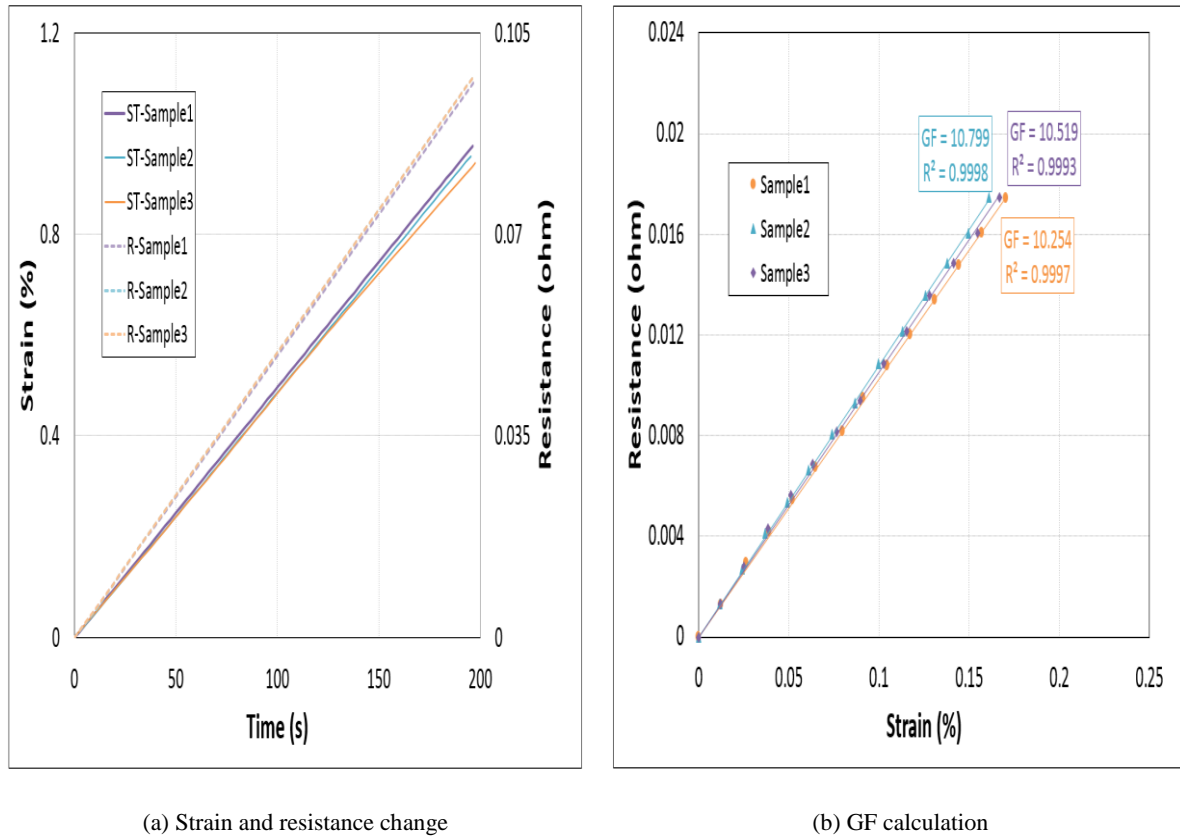 1.2
0.8
0.4
0
Strain (%)
ST-Sample1
ST-Sample2
ST-Sample3
R-Sample1
R-Sample2
R-Sample3
0.105
0.07
0.035
0
Resistance (ohm)
0 50 100 150 200
Time (s)
(a) Strain and resistance change
0.024
0.02
0.016
0.012
0.008
0.004
0
Resistance (ohm)
Sample1
Sample2
Sample3
GF = 10.799
R² = 0.9998
GF = 10.519
R² = 0.9993
GF = 10.254
R² = 0.9997
0 0.05 0.1 0.15 0.2 0.25
Strain (%)
(b) GF calculation